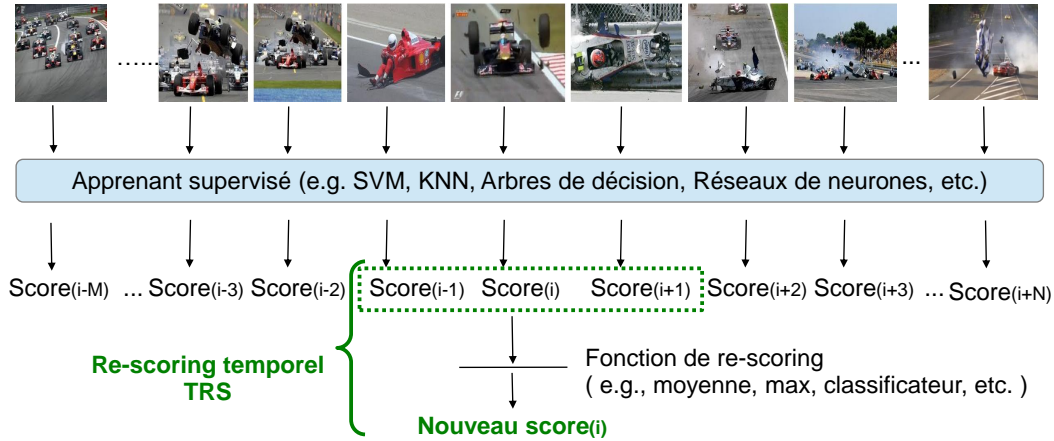 ...... ...
Apprenant supervisé (e.g. SVM, KNN, Arbres de décision, Réseaux de neurones, etc.)
Score(i-M) ... Score(i-3) Score(i-2) Score(i-1) Score(i) Score(i+1) Score(i+2) Score(i+3) ... Score(i+N)
Re-scoring temporel
TRS
Fonction de re-scoring
( e.g., moyenne, max, classificateur, etc. )
Nouveau score(i)